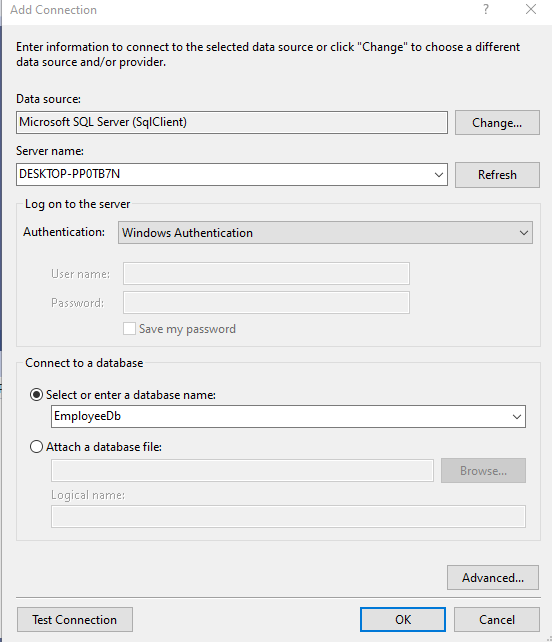 Add Connection
?
Enter information to connect to the selected data source or click "Change" to choose a different
data source and/or provider.
Data source:
Microsoft SQL Server (SqlClient)
Change...
Server name:
DESKTOP-PP0TB7N
Refresh
Log on to the server
Authentication:
Windows Authentication
User name:
Password:
Save my password
Connect to a database
Select or enter a database name:
EmployeeDb
Attach a database file:
Browse...
Logical name:
Advanced...
Test Connection
OK
Cancel